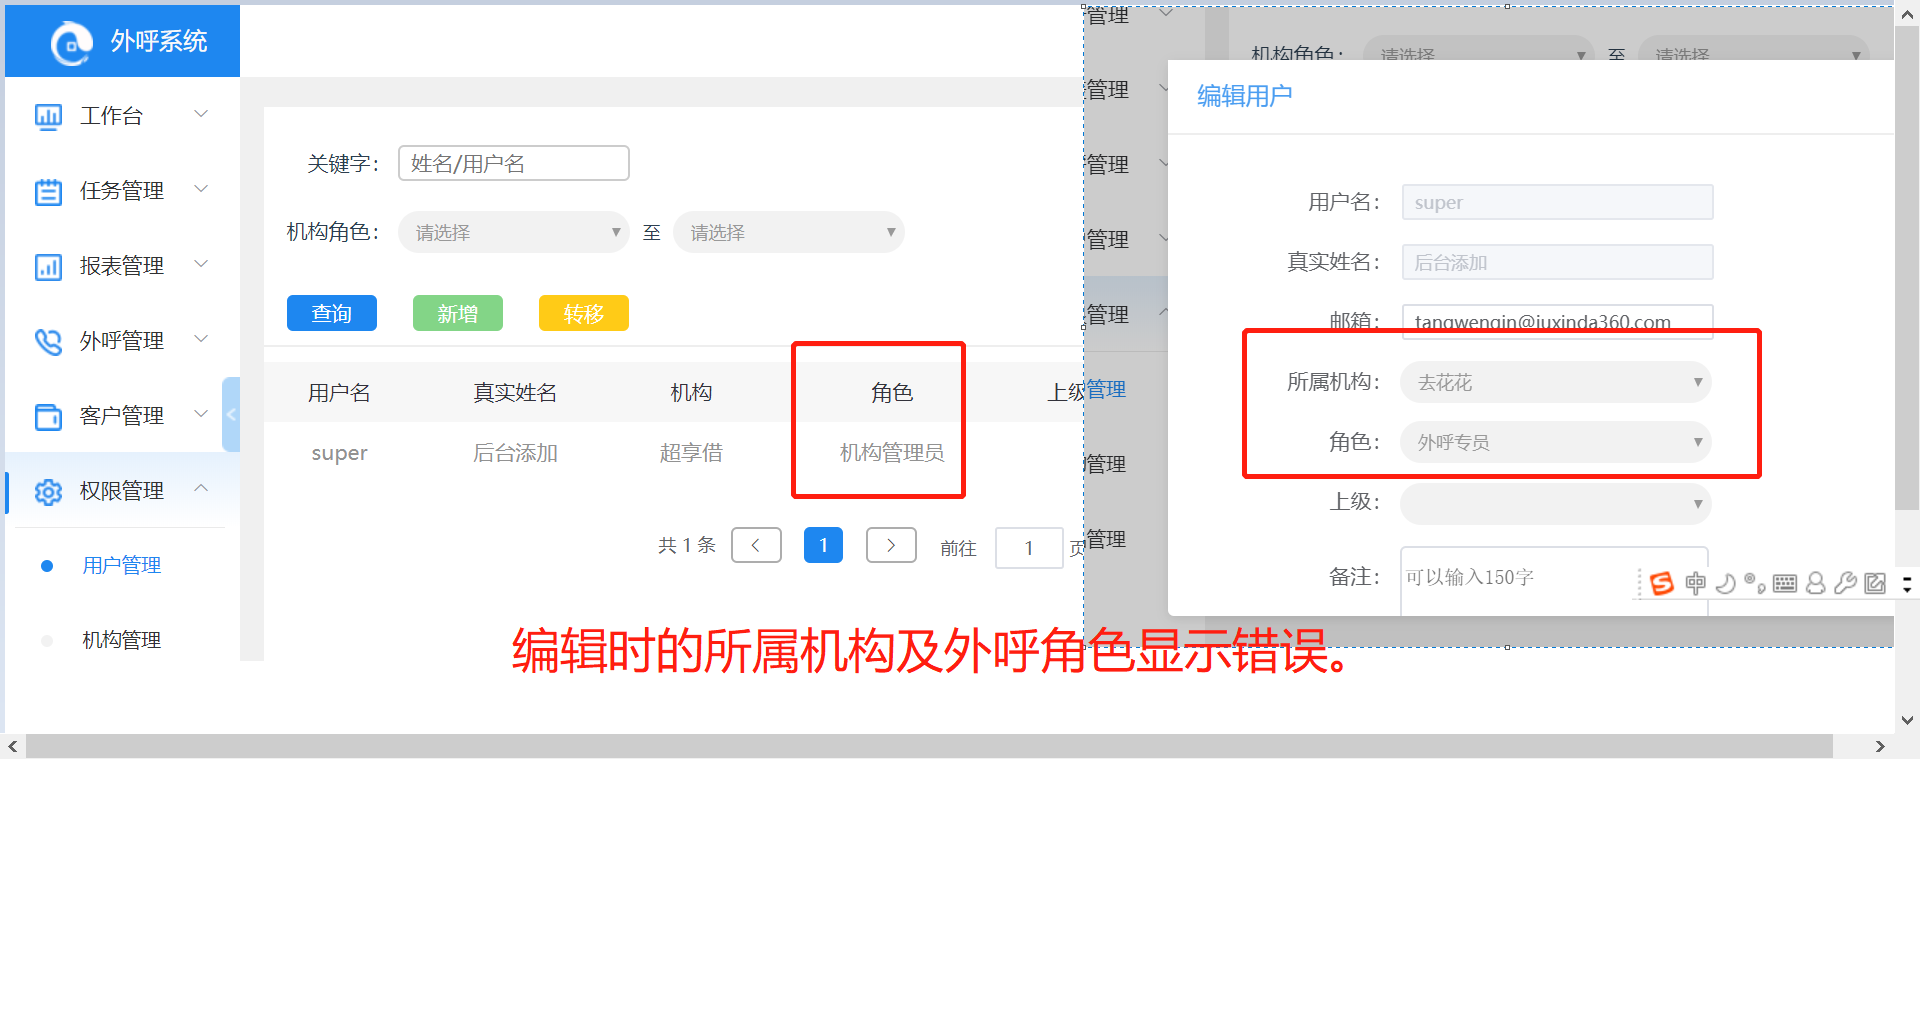 外呼系统
工作台
任务管理
报表管理
外呼管理
客户管理
权限管理
用户管理
机构管理
关键字：
姓名/用户名
机构角色：
请选择
至
请选择
查询
新增
转移
用户名
真实姓名
机构
角色
上级
super
后台添加
超享借
机构管理员
共 1 条
1
前往
1
页
管理
管理
管理
管理
管理
管理
管理
管理
机构角色：
请选择
至
请选择
编辑用户
用户名：
super
真实姓名：
后台添加
邮箱：
tangwenqin@juxinda360.com
所属机构：
去花花
角色：
外呼专员
上级：
备注：
可以输入150字
中
编辑时的所属机构及外呼角色显示错误。